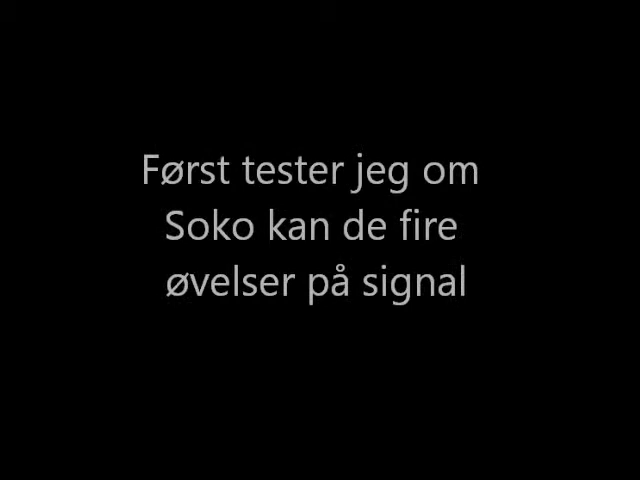 Først tester jeg om
Soko kan de fire
øvelser på signal